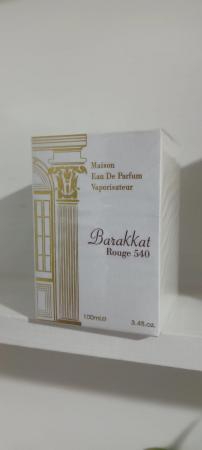 Maison
Eau De Parfum
Vaporisateur
Barakkat
Rouge 540
100ml℮ 3.4fl.oz.